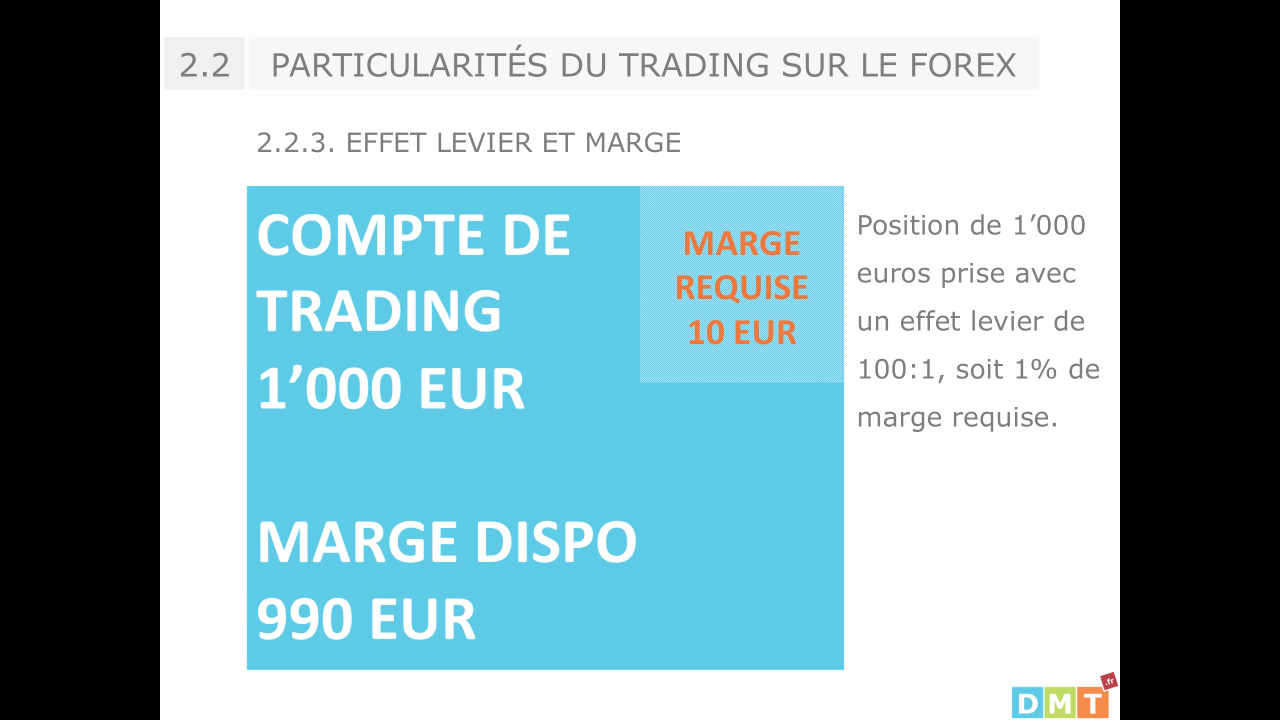 2.2 PARTICULARITÉS DU TRADING SUR LE FOREX
2.2.3. EFFET LEVIER ET MARGE
COMPTE DE
TRADING
1’000 EUR
MARGE DISPO
990 EUR
MARGE
REQUISE
10 EUR
Position de 1’000
euros prise avec
un effet levier de
100:1, soit 1% de
marge requise.
DMT.fr